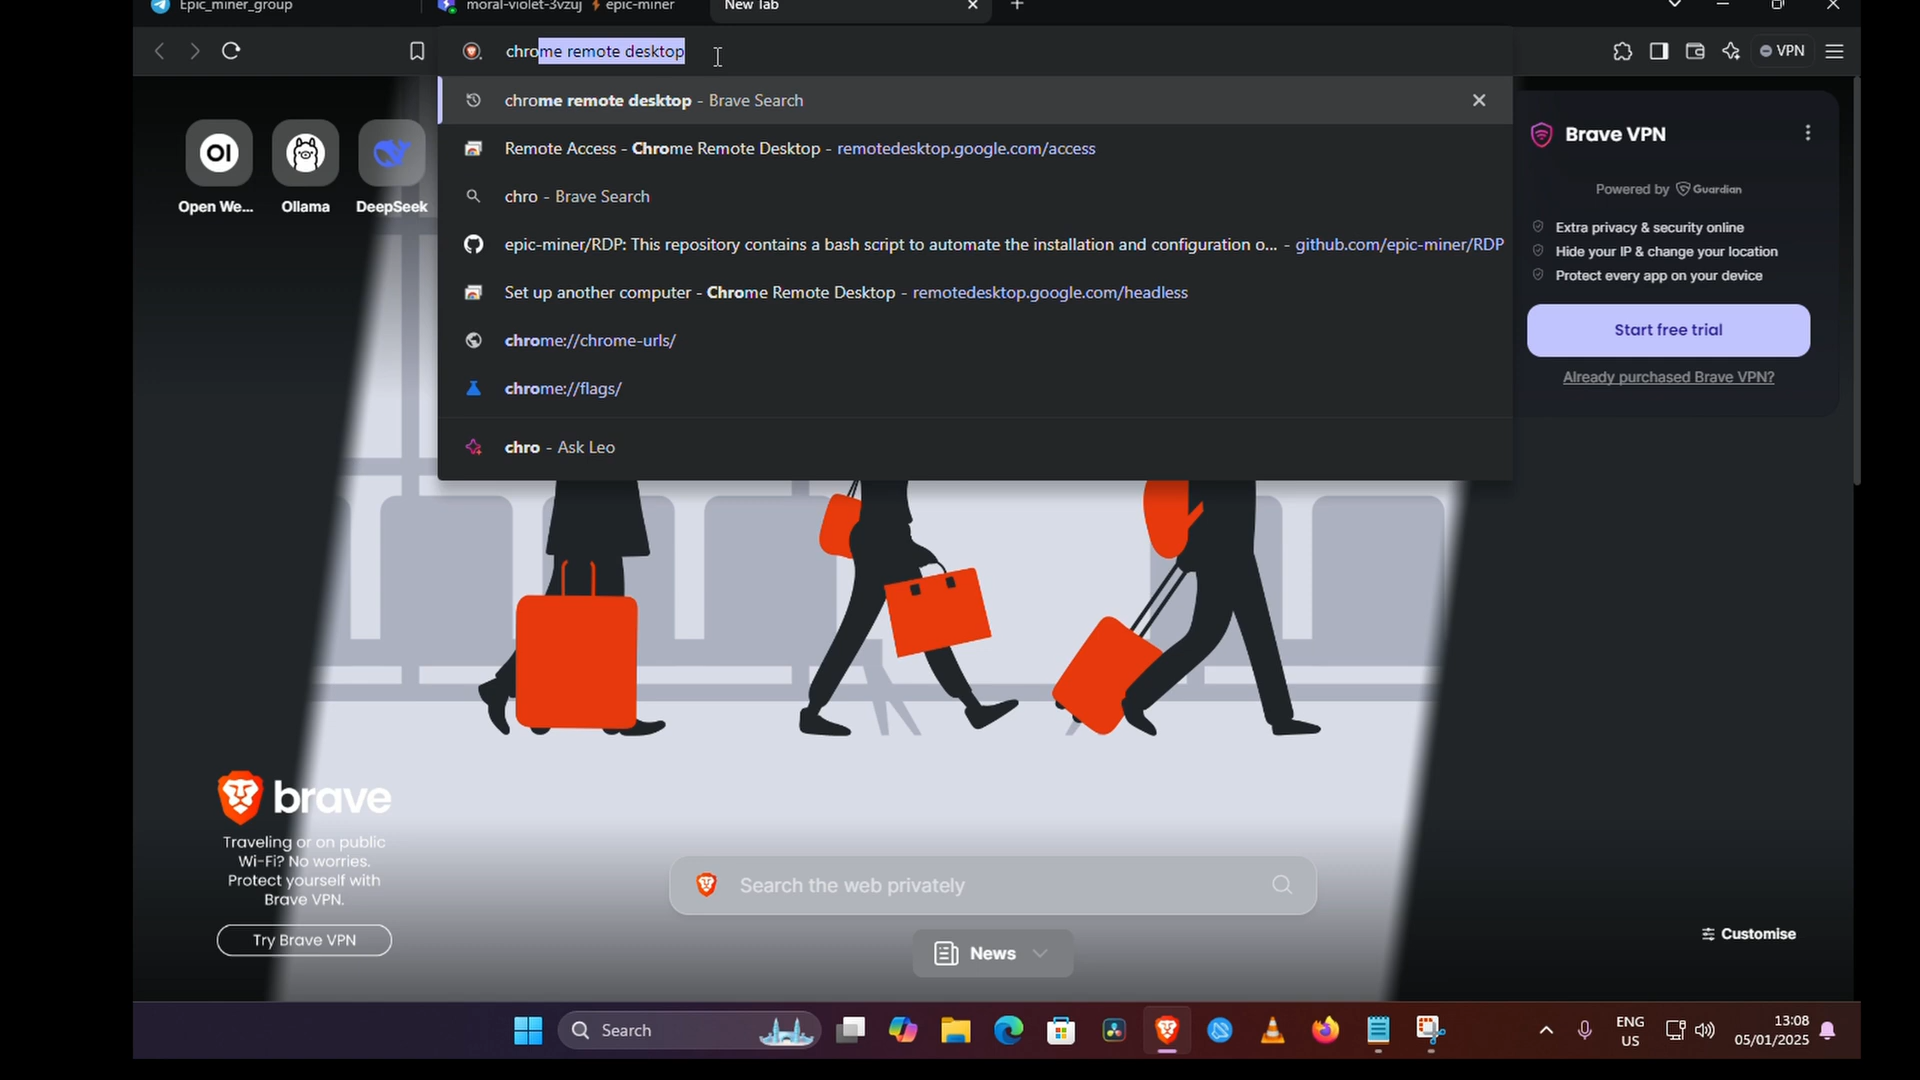 Epic_miner_group
moral-violet-3vzuj epic-miner
New Tab
chrome remote desktop
VPN
chrome remote desktop - Brave Search
Remote Access - Chrome Remote Desktop - remotedesktop.google.com/access
chro - Brave Search
epic-miner/RDP: This repository contains a bash script to automate the installation and configuration o... - github.com/epic-miner/RDP
Set up another computer - Chrome Remote Desktop - remotedesktop.google.com/headless
chrome://chrome-urls/
chrome://flags/
chro - Ask Leo
OI
Open We...
Ollama
DeepSeek
Brave VPN
Powered by Guardian
Extra privacy & security online
Hide your IP & change your location
Protect every app on your device
Start free trial
Already purchased Brave VPN?
brave
Traveling or on public
Wi-Fi? No worries.
Protect yourself with
Brave VPN.
Try Brave VPN
Search the web privately
News
Customise
Search
ENG
US
13:08
05/01/2025